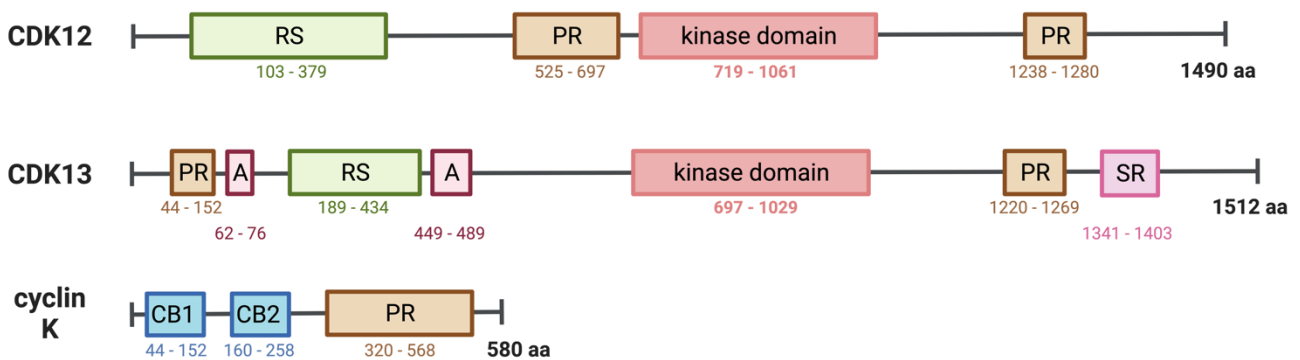 CDK12
RS
PR
kinase domain
PR
103 - 379
525 - 697
719 - 1061
1238 - 1280
1490 aa
CDK13
PR
A
RS
A
kinase domain
PR
SR
44 - 152
189 - 434
697 - 1029
1220 - 1269
1512 aa
62 - 76
449 - 489
1341 - 1403
cyclin
K
CB1
CB2
PR
44 - 152
160 - 258
320 - 568
580 aa